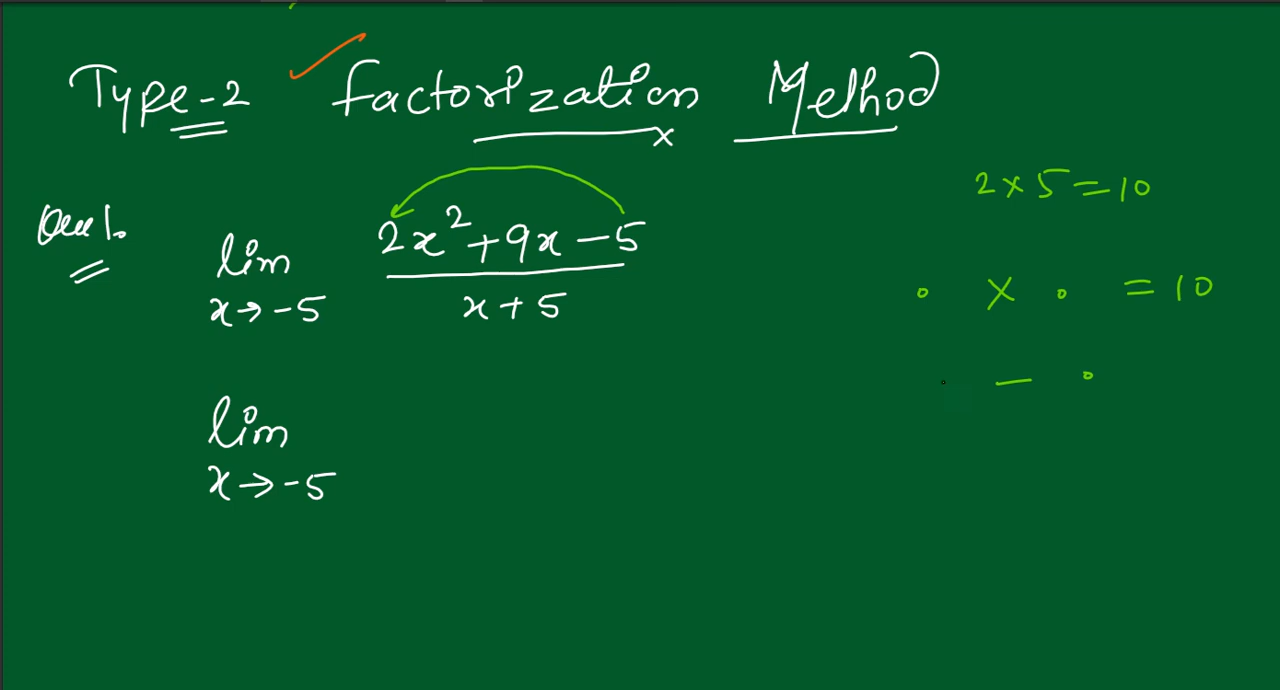 Type-2 Factorization Method
Que 1.
lim 2x²+9x-5
x→-5 x+5
2×5=10
° × ° =10
- °
lim
x→-5